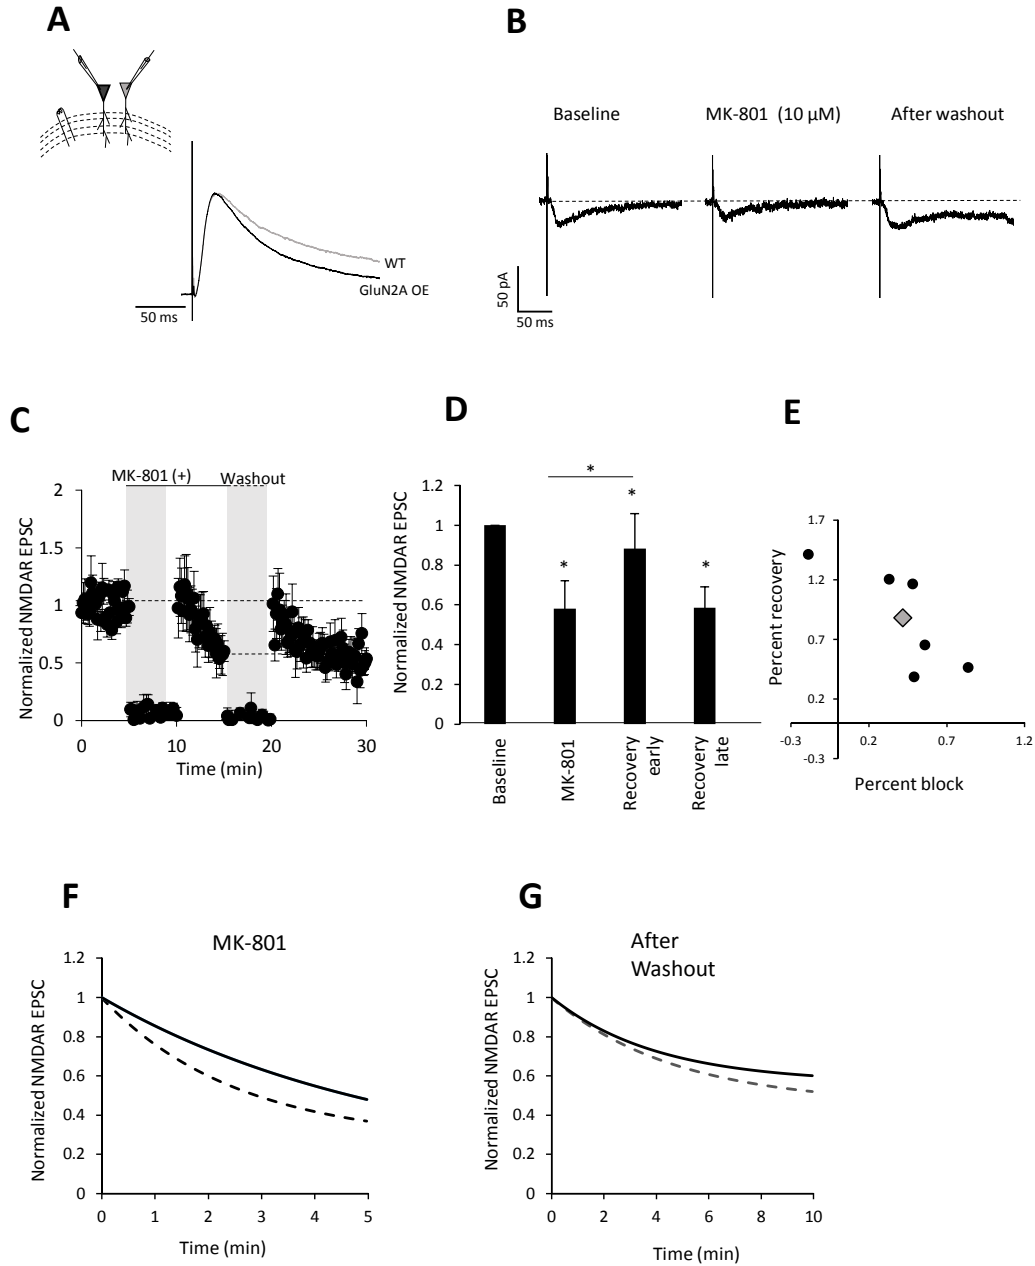 A
WT
GluN2A OE
50 ms
B
Baseline
MK-801 (10 µM)
After washout
50 pA
50 ms
C
MK-801 (+)
Washout
Normalized NMDAR EPSC
2
1.5
1
0.5
0
0
10
20
30
Time (min)
D
Normalized NMDAR EPSC
1.2
1
0.8
0.6
0.4
0.2
0
*
*
*
*
Baseline
MK-801
Recovery
early
Recovery
late
E
Percent recovery
1.7
1.2
0.7
0.2
-0.3
-0.3
0.2
0.7
1.2
Percent block
F
MK-801
Normalized NMDAR EPSC
1.2
1
0.8
0.6
0.4
0.2
0
0
1
2
3
4
5
Time (min)
G
After
Washout
Normalized NMDAR EPSC
1.2
1
0.8
0.6
0.4
0.2
0
0
2
4
6
8
10
Time (min)